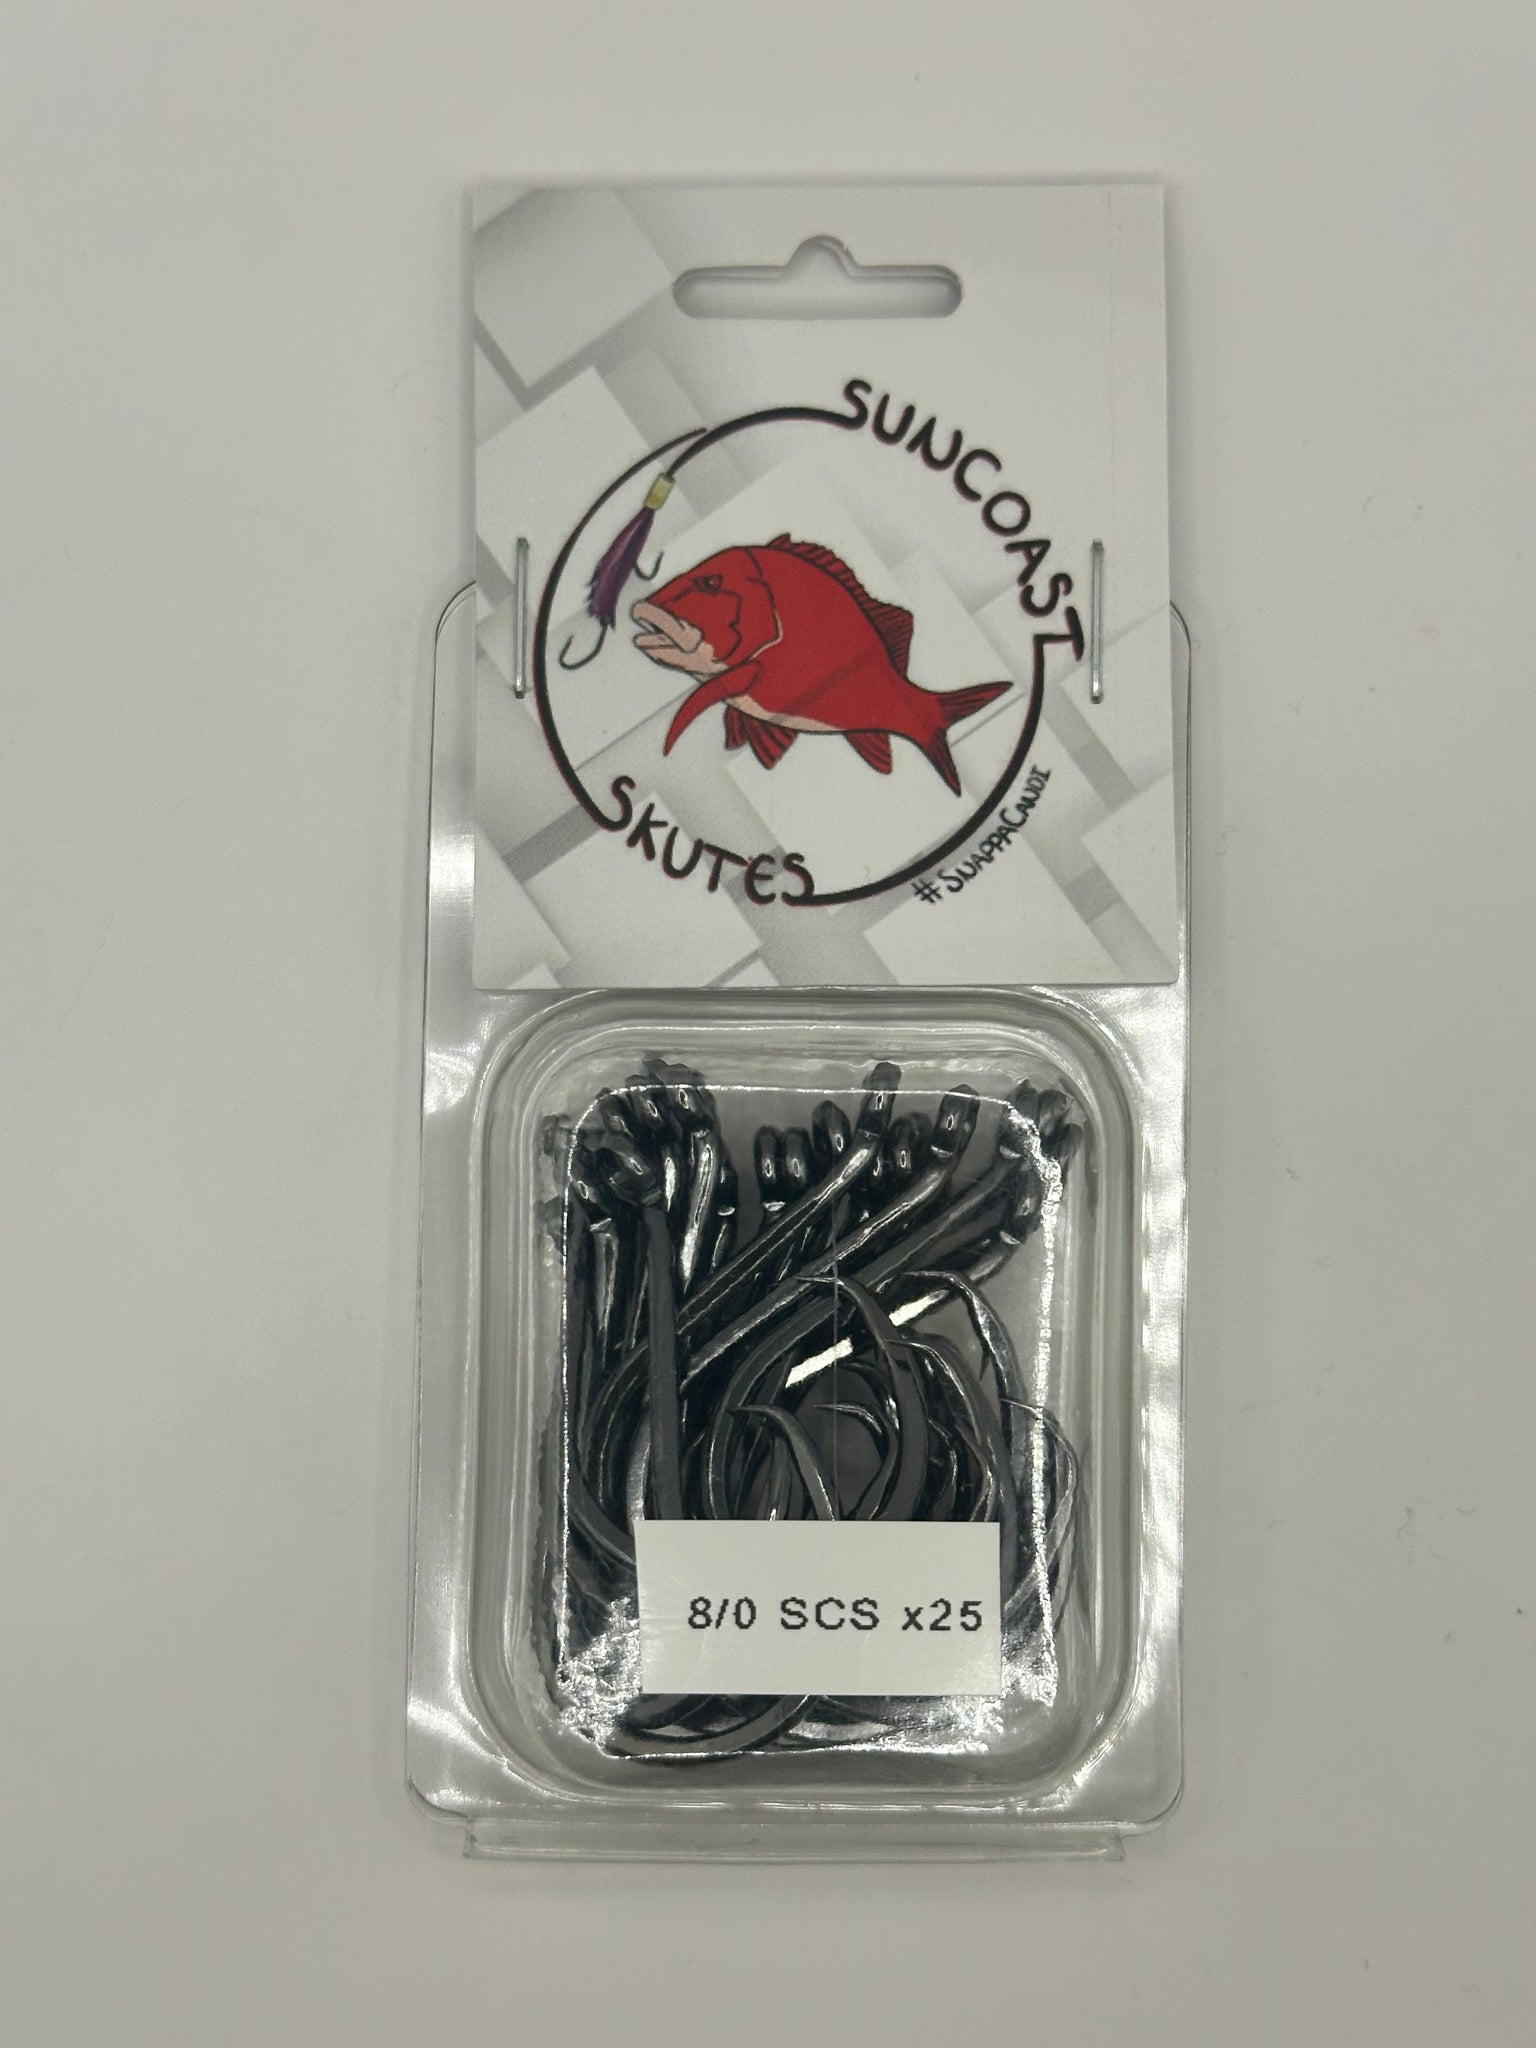 SUNCOAST
SKUTES
#SNAPPACANDI
8/0 SCS x25